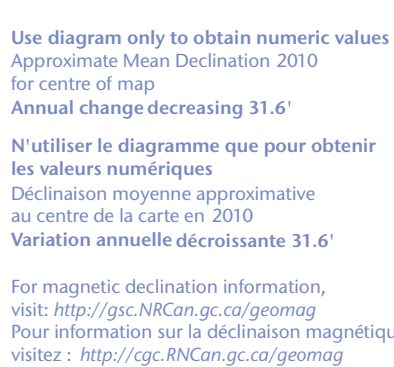 Use diagram only to obtain numeric values
Approximate Mean Declination 2010
for centre of map
Annual change decreasing 31.6'
N'utiliser le diagramme que pour obtenir
les valeurs numériques
Déclinaison moyenne approximative
au centre de la carte en 2010
Variation annuelle décroissante 31.6'
For magnetic declination information,
visit: http://gsc.NRCan.gc.ca/geomag
Pour information sur la déclinaison magnétiqu
visitez : http://cgc.RNCan.gc.ca/geomag